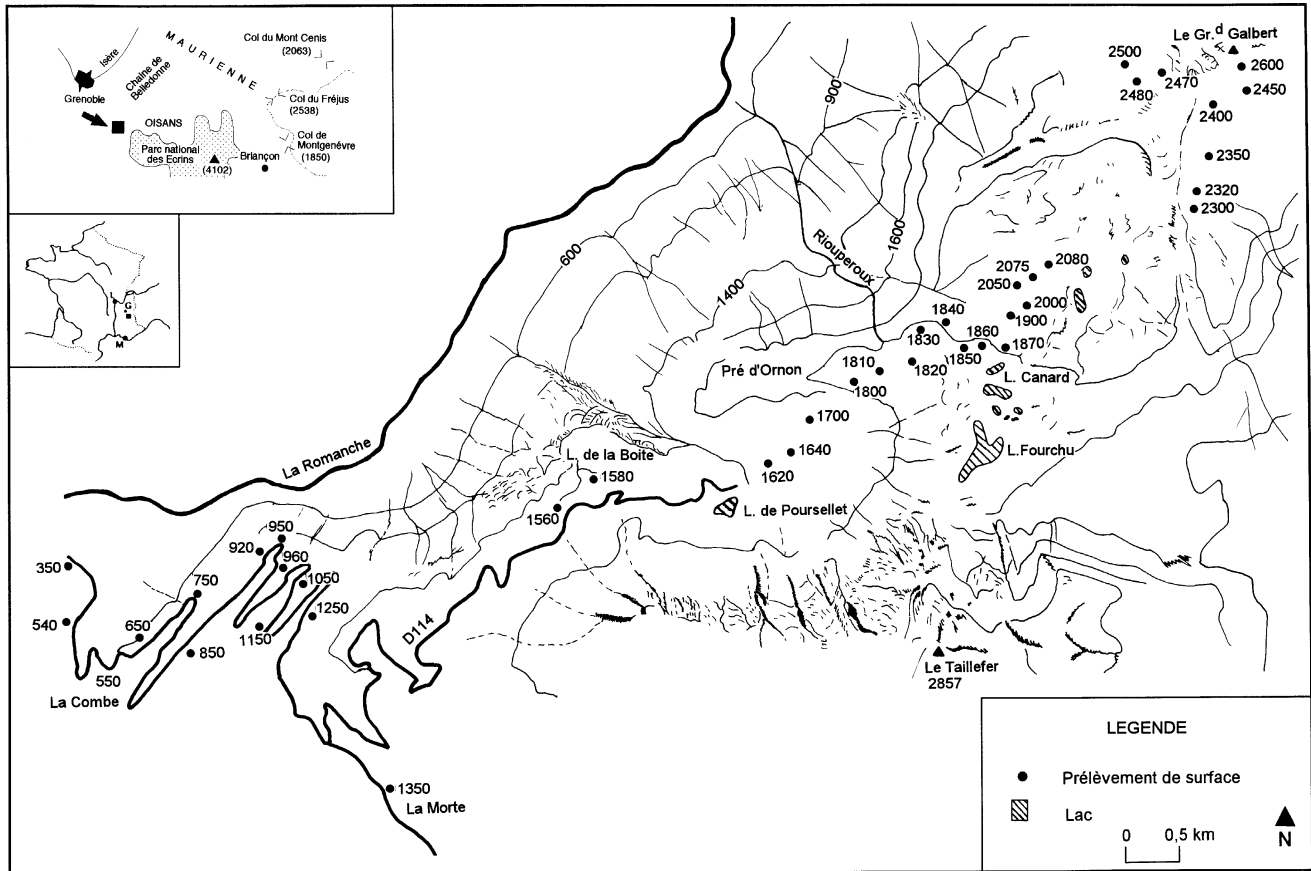 Isère
MAURIENNE
Col du Mont Cenis
(2063)
Chaîne de
Belledonne
Grenoble
Col du Fréjus
(2538)
OISANS
Col de
Montgenévre
(1850)
Parc national
des Ecrins
(4102)
Briançon
L
G
M
Le Gr.d Galbert
2500
2600
2480
2470
2450
2400
2350
2320
2300
900
600
1400
1600
Riouperoux
2075
2080
2050
2000
1900
1840
1830
1860
1870
1850
1820
1810
1800
Pré d'Ornon
L. Canard
1700
L.Fourchu
1640
1620
La Romanche
L. de la Boite
1580
1560
L. de Poursellet
950
920
960
350
750
1050
1250
540
650
1150
850
550
La Combe
D114
Le Taillefer
2857
1350
La Morte
LEGENDE
Prélèvement de surface
Lac
0 0,5 km
N